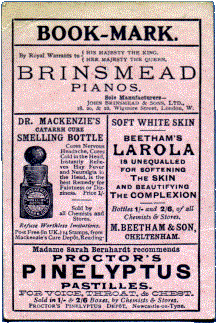 BOOK-MARK.
By Royal Warrants to
HIS MAJESTY THE KING,
HER MAJESTY THE QUEEN.
BRINSMEAD
PIANOS.
Sole Manufacturers—
JOHN BRINSMEAD & SONS, LTD.,
18, 20, & 22, Wigmore Street, London, W.
DR. MACKENZIE'S
CATARRH CURE
SMELLING BOTTLE
Cures Nervous
Headache, Cures
Cold in the Head,
Instantly Relieves
Hay Fever
and Neuralgia in
the Head, is the
best Remedy for
Faintness or Dizziness.
Price 1/-
Sold by
all Chemists and
Stores.
Refuse Worthless Imitations.
Post Free in U.K., 14 Stamps, from
Mackenzie's Cure Depôt, Reading
SOFT WHITE SKIN
BEETHAM'S
LAROLA
IS UNEQUALLED
FOR SOFTENING
THE SKIN
AND BEAUTIFYING
THE COMPLEXION
Bottles 1/- and 2/6, of all
Chemists & Stores.
M. BEETHAM & SON,
CHELTENHAM.
Madame Sarah Bernhardt recommends
PROCTOR'S
PINELYPTUS
PASTILLES.
FOR VOICE, THROAT, & CHEST.
Sold in 1/- & 2/6 Boxes, by Chemists & Stores.
PROCTOR'S PINELYPTUS DEPOT, Newcastle-on-Tyne.